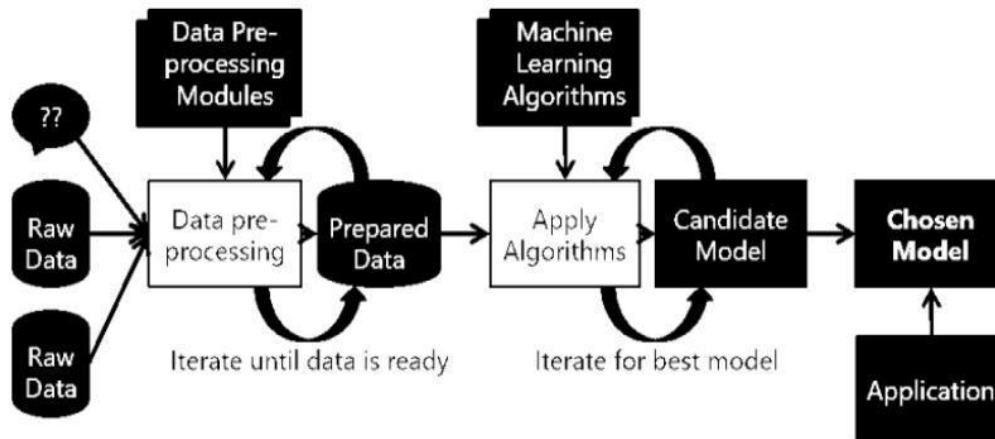 Data Pre-
processing
Modules
Machine
Learning
Algorithms
??
Raw
Data
Data pre-
processing
Prepared
Data
Apply
Algorithms
Candidate
Model
Chosen
Model
Raw
Data
Iterate until data is ready
Iterate for best model
Application